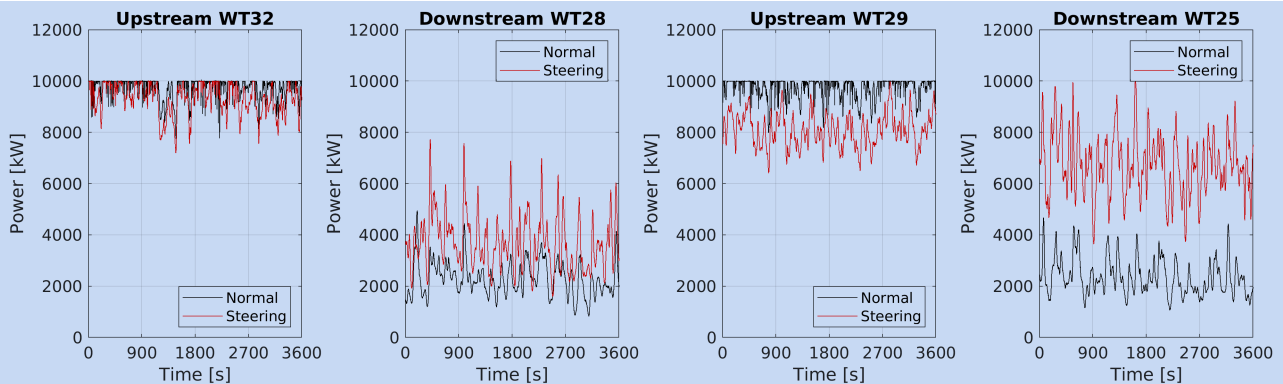 Upstream WT32
Power [kW]
12000
10000
8000
6000
4000
2000
0
Normal
Steering
0 900 1800 2700 3600
Time [s]
Downstream WT28
Power [kW]
12000
10000
8000
6000
4000
2000
0
Normal
Steering
0 900 1800 2700 3600
Time [s]
Upstream WT29
Power [kW]
12000
10000
8000
6000
4000
2000
0
Normal
Steering
0 900 1800 2700 3600
Time [s]
Downstream WT25
Power [kW]
12000
10000
8000
6000
4000
2000
0
Normal
Steering
0 900 1800 2700 3600
Time [s]